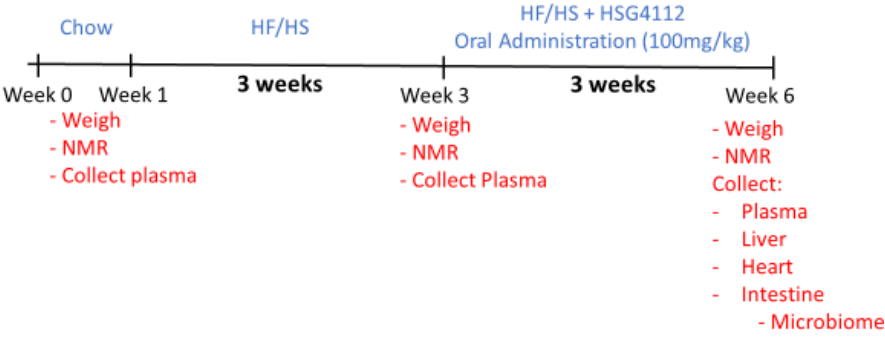 Chow
HF/HS
HF/HS + HSG4112
Oral Administration (100mg/kg)
3 weeks
3 weeks
Week 0
Week 1
Week 3
Week 6
- Weigh
- NMR
- Collect plasma
- Weigh
- NMR
- Collect Plasma
- Weigh
- NMR
Collect:
- Plasma
- Liver
- Heart
- Intestine
- Microbiome